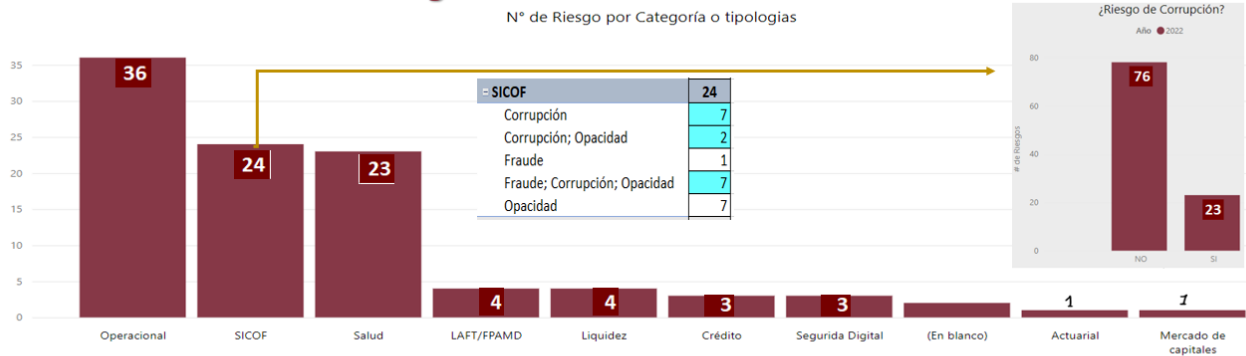 N° de Riesgo por Categoría o tipologias
35
30
25
20
15
10
5
0
36
24
23
4
4
3
3
1
1
Operacional
SICOF
Salud
LAFT/FPAMD
Liquidez
Crédito
Segurida Digital
(En blanco)
Actuarial
Mercado de
capitales
SICOF 24
Corrupción 7
Corrupción; Opacidad 2
Fraude 1
Fraude; Corrupción; Opacidad 7
Opacidad 7
¿Riesgo de Corrupción?
Año 2022
# de Riesgos
80
60
40
20
0
76
23
NO
SI